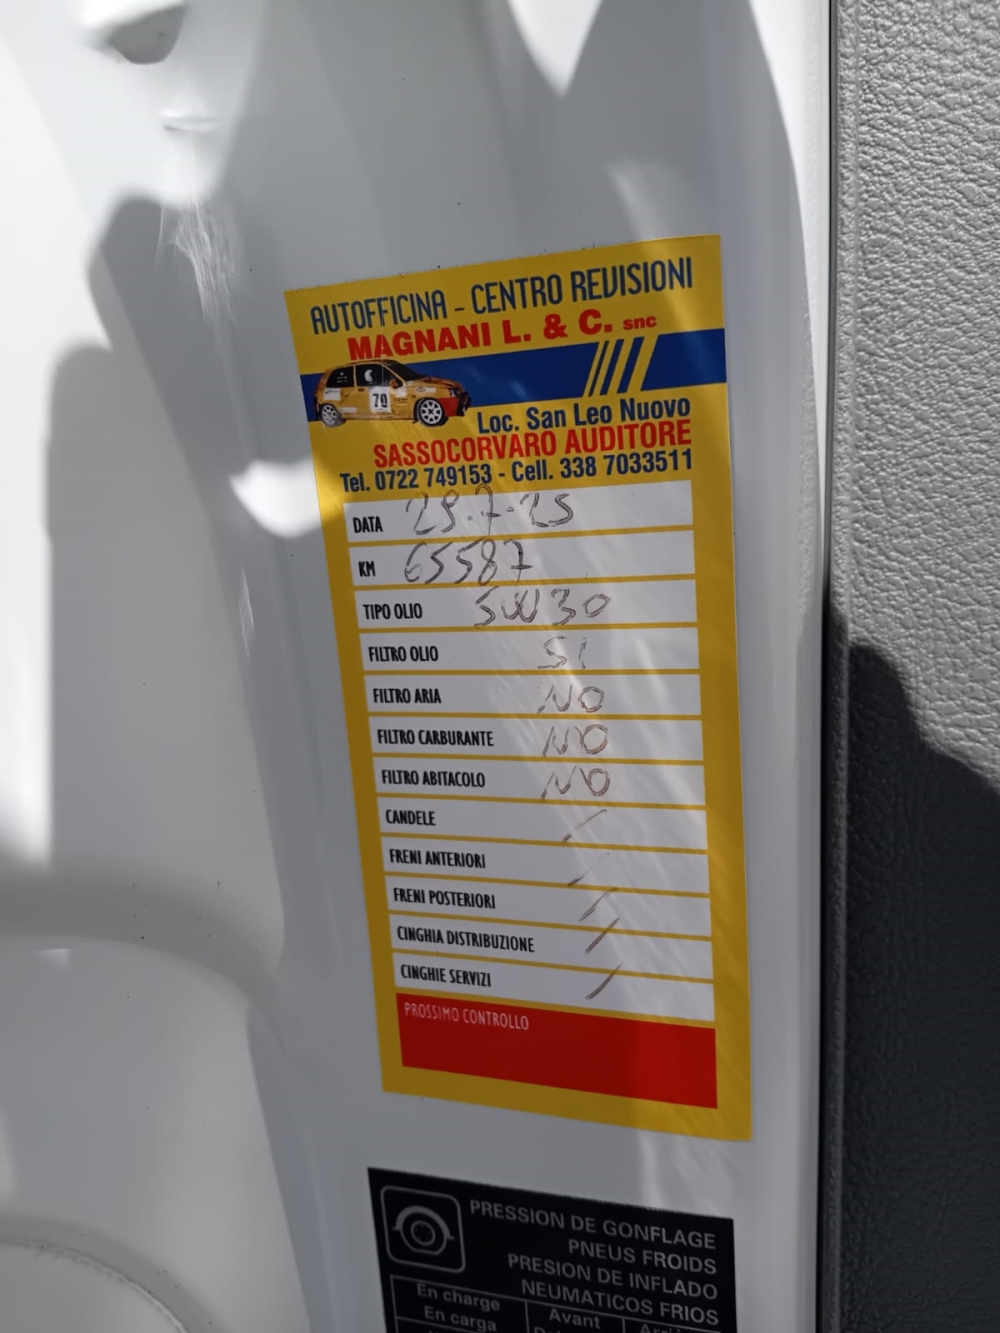 AUTOFFICINA - CENTRO REVISIONI
MAGNANI L. & C. snc
70
Loc. San Leo Nuovo
SASSOCORVARO AUDITORE
Tel. 0722 749153 - Cell. 338 7033511
DATA 29.7-25
KM 65587
TIPO OLIO 5W30
FILTRO OLIO SI
FILTRO ARIA NO
FILTRO CARBURANTE NO
FILTRO ABITACOLO NO
CANDELE /
FRENI ANTERIORI /
FRENI POSTERIORI /
CINGHIA DISTRIBUZIONE /
CINGHIE SERVIZI /
PROSSIMO CONTROLLO
PRESSION DE GONFLAGE
PNEUS FROIDS
PRESION DE INFLADO
NEUMATICOS FRIOS
En charge Avant
En carga